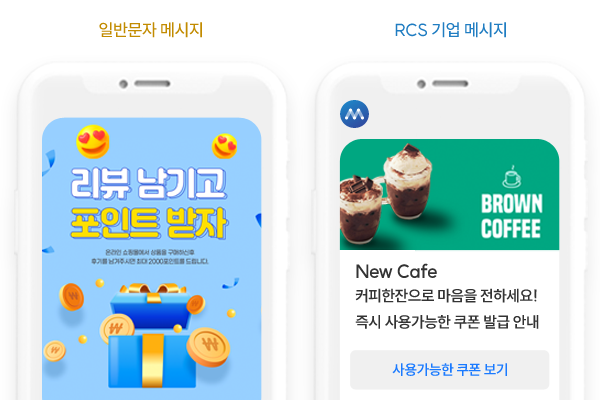 일반문자 메시지
RCS 기업 메시지
리뷰 남기고
포인트 받자
온라인 쇼핑몰에서 상품을 구매하신후
후기를 남겨주시면 최대 2000포인트를 드립니다.
₩
₩
₩
₩
BROWN
COFFEE
New Cafe
커피한잔으로 마음을 전하세요!
즉시 사용가능한 쿠폰 발급 안내
사용가능한 쿠폰 보기